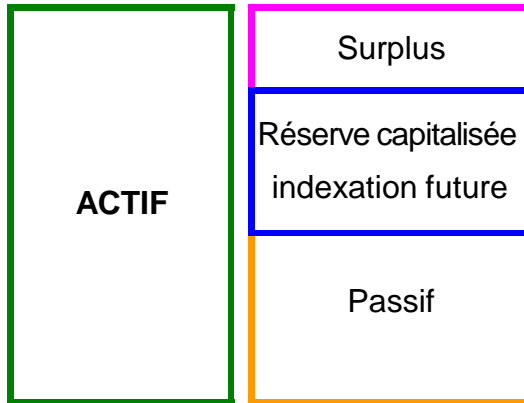 Surplus
Réserve capitalisée
indexation future
ACTIF
Passif